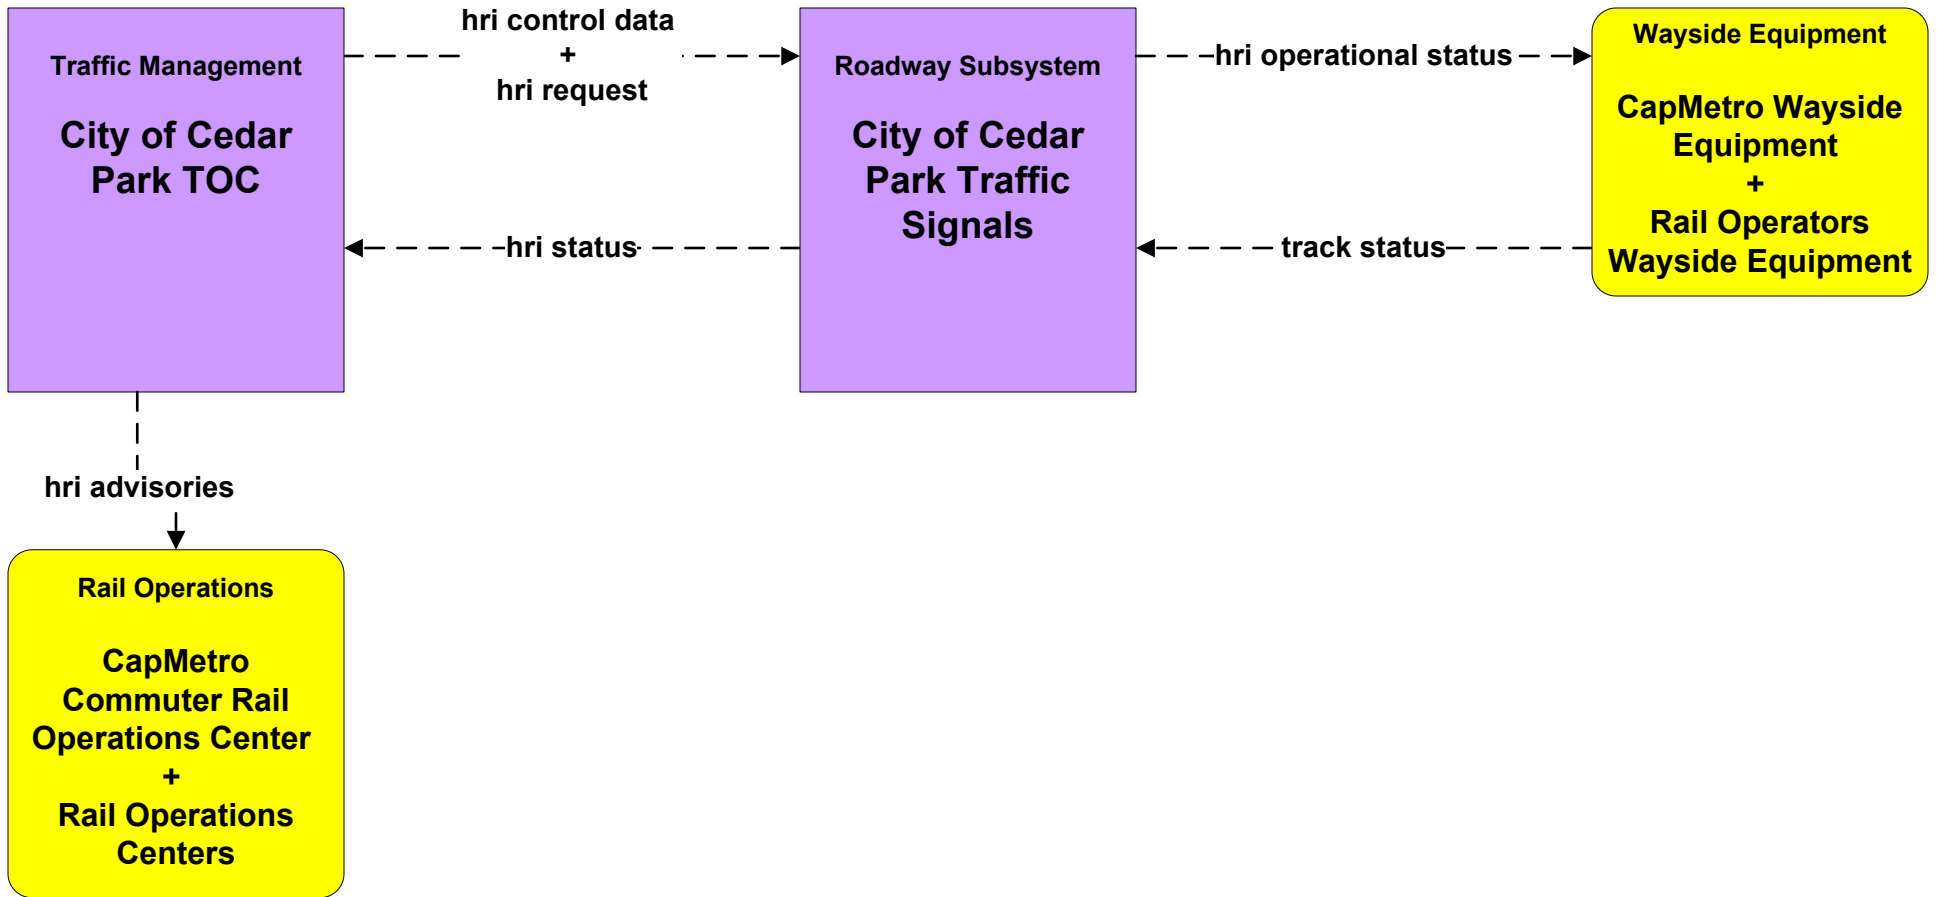 Traffic Management
City of Cedar
Park TOC
hri control data
+
hri request
hri status
Roadway Subsystem
City of Cedar
Park Traffic
Signals
hri operational status
track status
Wayside Equipment
CapMetro Wayside
Equipment
+
Rail Operators
Wayside Equipment
hri advisories
Rail Operations
CapMetro
Commuter Rail
Operations Center
+
Rail Operations
Centers